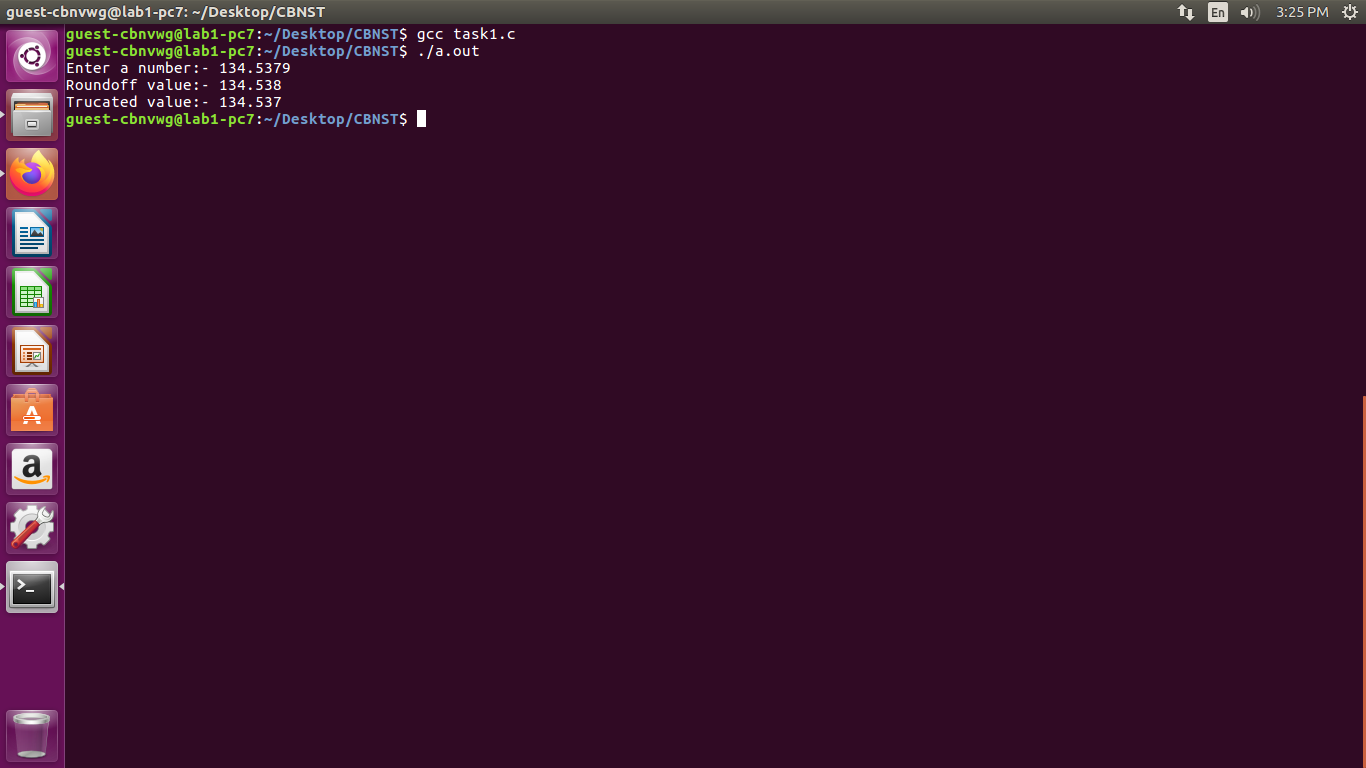 guest-cbnvwg@lab1-pc7: ~/Desktop/CBNST
En
3:25 PM
guest-cbnvwg@lab1-pc7:~/Desktop/CBNST$ gcc task1.c
guest-cbnvwg@lab1-pc7:~/Desktop/CBNST$ ./a.out
Enter a number:- 134.5379
Roundoff value:- 134.538
Trucated value:- 134.537
guest-cbnvwg@lab1-pc7:~/Desktop/CBNST$
A
a
>_